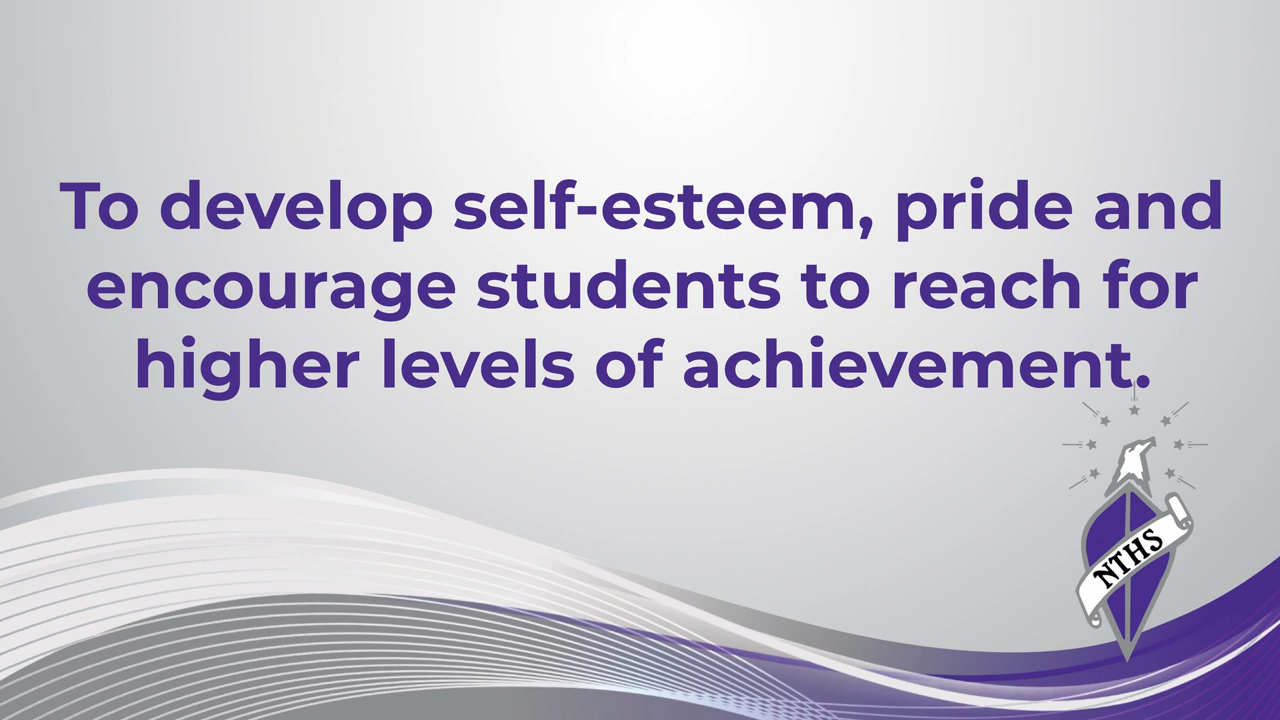 To develop self-esteem, pride and
encourage students to reach for
higher levels of achievement.
NTHS